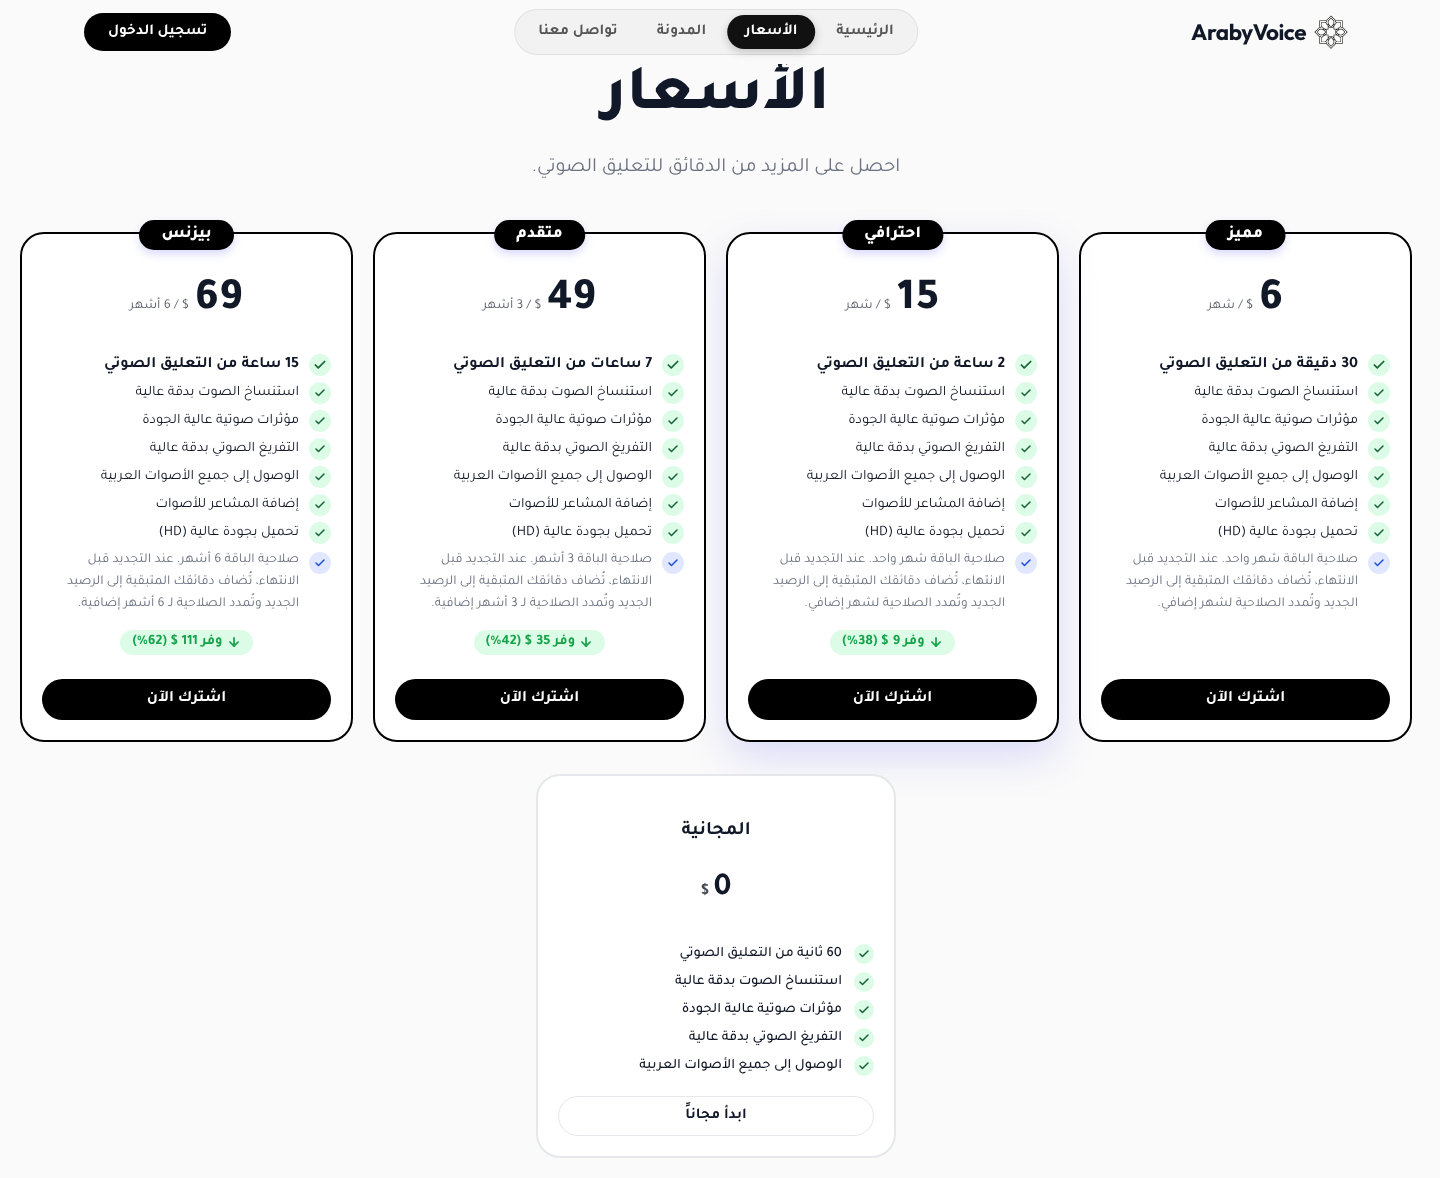 ArabyVoice
الرئيسية
الأسعار
المدونة
تواصل معنا
تسجيل الدخول
الأسعار
احصل على المزيد من الدقائق للتعليق الصوتي.
مميز
6 $ / شهر
30 دقيقة من التعليق الصوتي
استنساخ الصوت بدقة عالية
مؤثرات صوتية عالية الجودة
التفريغ الصوتي بدقة عالية
الوصول إلى جميع الأصوات العربية
إضافة المشاعر للأصوات
تحميل بجودة عالية (HD)
صلاحية الباقة شهر واحد. عند التجديد قبل
الانتهاء، تُضاف دقائقك المتبقية إلى الرصيد
الجديد وتُمدد الصلاحية لشهر إضافي.
اشترك الآن
احترافي
15 $ / شهر
2 ساعة من التعليق الصوتي
استنساخ الصوت بدقة عالية
مؤثرات صوتية عالية الجودة
التفريغ الصوتي بدقة عالية
الوصول إلى جميع الأصوات العربية
إضافة المشاعر للأصوات
تحميل بجودة عالية (HD)
صلاحية الباقة شهر واحد. عند التجديد قبل
الانتهاء، تُضاف دقائقك المتبقية إلى الرصيد
الجديد وتُمدد الصلاحية لشهر إضافي.
وفر 9 $ (38%)
اشترك الآن
متقدم
49 $ / 3 أشهر
7 ساعات من التعليق الصوتي
استنساخ الصوت بدقة عالية
مؤثرات صوتية عالية الجودة
التفريغ الصوتي بدقة عالية
الوصول إلى جميع الأصوات العربية
إضافة المشاعر للأصوات
تحميل بجودة عالية (HD)
صلاحية الباقة 3 أشهر. عند التجديد قبل
الانتهاء، تُضاف دقائقك المتبقية إلى الرصيد
الجديد وتُمدد الصلاحية لـ 3 أشهر إضافية.
وفر 35 $ (42%)
اشترك الآن
بيزنس
69 $ / 6 أشهر
15 ساعة من التعليق الصوتي
استنساخ الصوت بدقة عالية
مؤثرات صوتية عالية الجودة
التفريغ الصوتي بدقة عالية
الوصول إلى جميع الأصوات العربية
إضافة المشاعر للأصوات
تحميل بجودة عالية (HD)
صلاحية الباقة 6 أشهر. عند التجديد قبل
الانتهاء، تُضاف دقائقك المتبقية إلى الرصيد
الجديد وتُمدد الصلاحية لـ 6 أشهر إضافية.
وفر 111 $ (62%)
اشترك الآن
المجانية
0 $
60 ثانية من التعليق الصوتي
استنساخ الصوت بدقة عالية
مؤثرات صوتية عالية الجودة
التفريغ الصوتي بدقة عالية
الوصول إلى جميع الأصوات العربية
ابدأ مجاناً